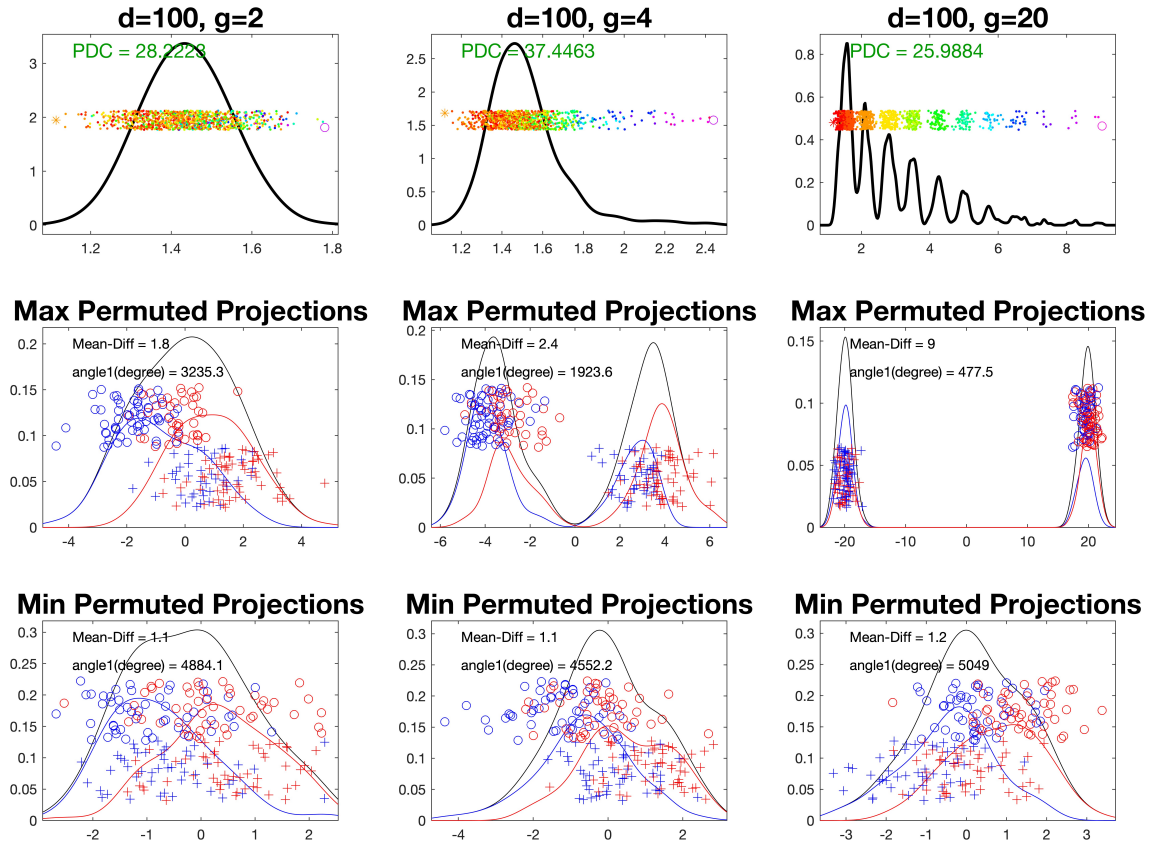 d=100, g=2
d=100, g=4
d=100, g=20
PDC = 28.2223
PDC = 37.4463
PDC = 25.9884
3
2
1
0
2.5
2
1.5
1
0.5
0
0.8
0.6
0.4
0.2
0
1.2 1.4 1.6 1.8
1.2 1.4 1.6 1.8 2 2.2 2.4
2 4 6 8
Max Permuted Projections
Max Permuted Projections
Max Permuted Projections
Mean-Diff = 1.8
angle1(degree) = 3235.3
Mean-Diff = 2.4
angle1(degree) = 1923.6
Mean-Diff = 9
angle1(degree) = 477.5
0.2
0.15
0.1
0.05
0
0.2
0.15
0.1
0.05
0
0.15
0.1
0.05
0
-4 -2 0 2 4
-6 -4 -2 0 2 4 6
-20 -10 0 10 20
Min Permuted Projections
Min Permuted Projections
Min Permuted Projections
Mean-Diff = 1.1
angle1(degree) = 4884.1
Mean-Diff = 1.1
angle1(degree) = 4552.2
Mean-Diff = 1.2
angle1(degree) = 5049
0.3
0.25
0.2
0.15
0.1
0.05
0
0.3
0.25
0.2
0.15
0.1
0.05
0
0.3
0.25
0.2
0.15
0.1
0.05
0
-2 -1 0 1 2
-4 -2 0 2
-3 -2 -1 0 1 2 3